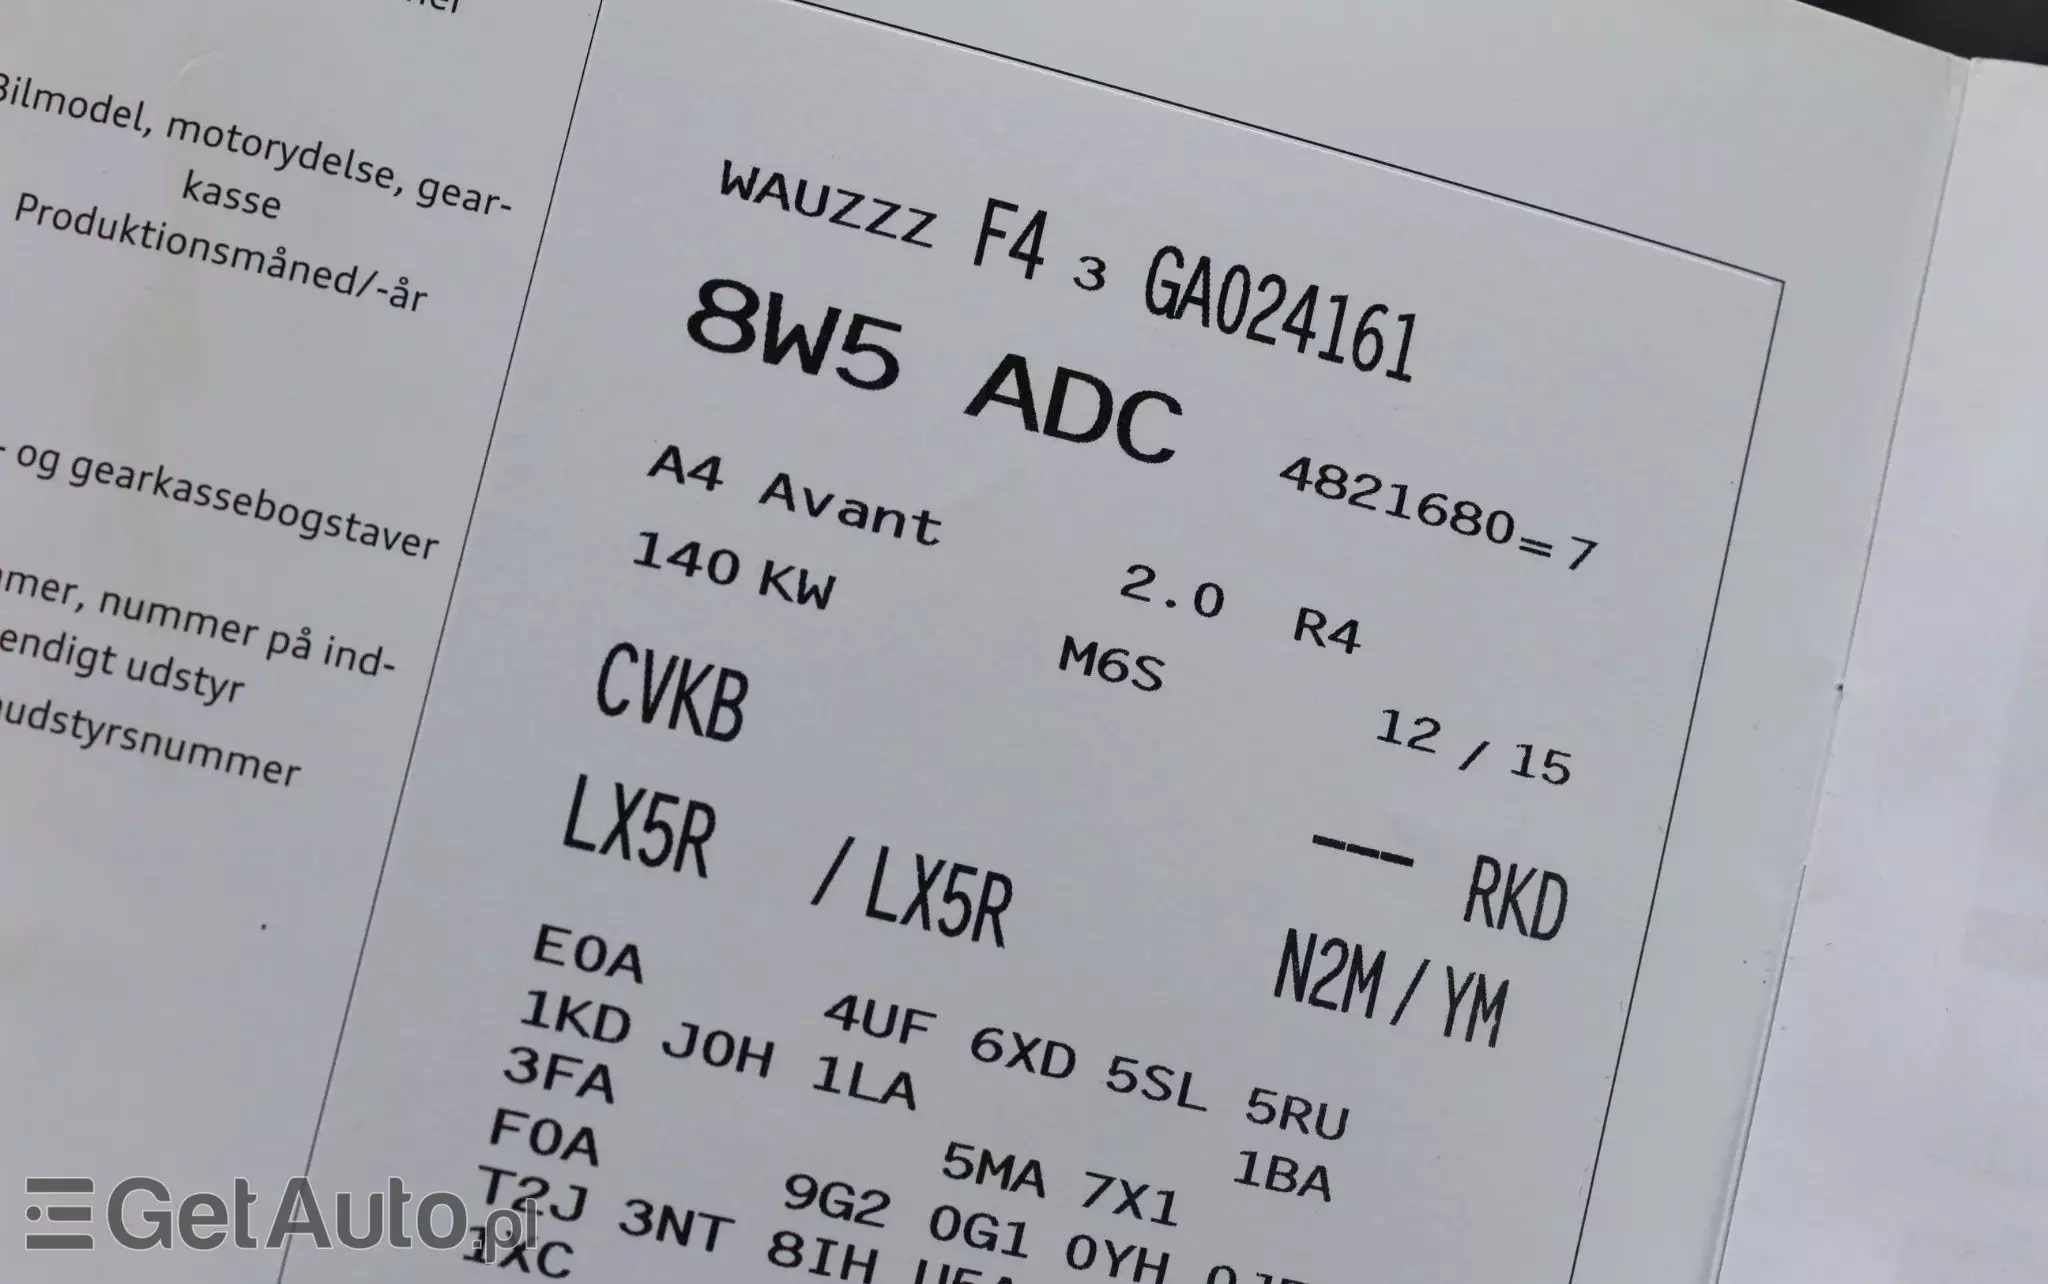 Bilmodel, motorydelse, gear-
kasse
Produktionsmåned/-år
- og gearkassebogstaver
mer, nummer på ind-
endigt udstyr
udstyrsnummer
WAUZZZ F4 3 GA024161
8W5 ADC 4821680=7
A4 Avant 2.0 R4
140 KW M6S 12 / 15
CVKB --- RKD
LX5R / LX5R N2M / YM
E0A 4UF 6XD 5SL 5RU
1KD J0H 1LA 1BA
3FA 5MA 7X1
F0A 9G2 0G1 0YH
T2J 3NT 8IH
1XC
GetAuto.pl